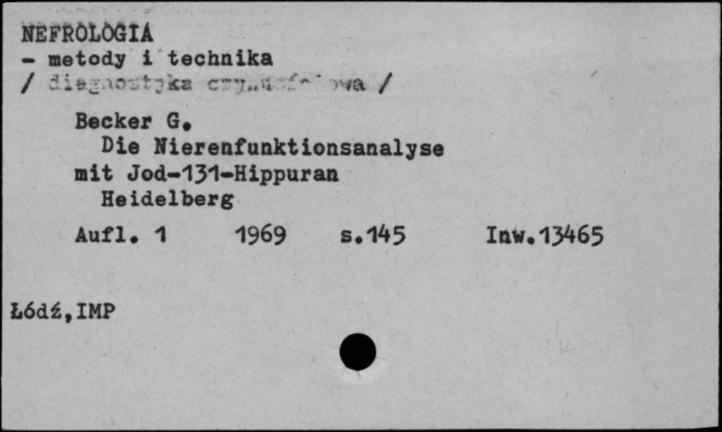 NEFROLOGIA
- metody i technika
/ diagnostyka /
Becker G.
Die Nierenfunktionsanalyse
mit Jod-131-Hippuran
Heidelberg
Aufl. 1 1969 s.145 Inw.13465
Łódź,IMP